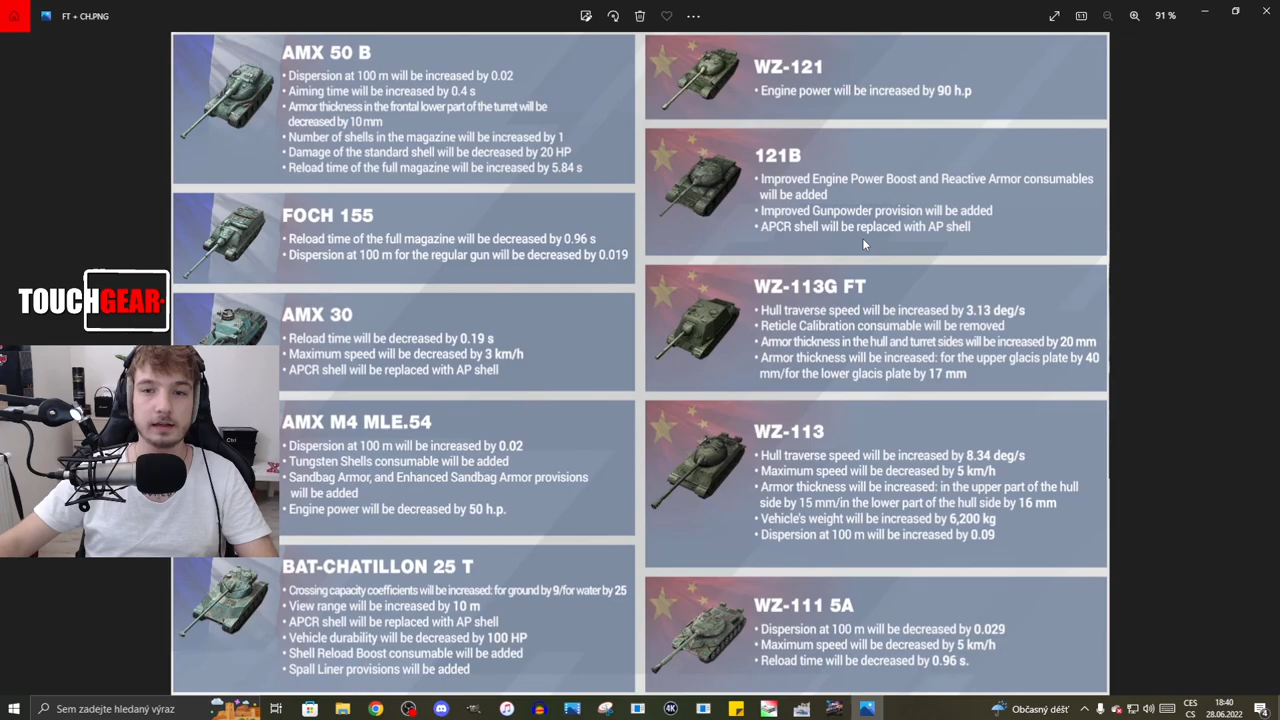 FT + CH.PNG
91 %
AMX 50 B
• Dispersion at 100 m will be increased by 0.02
• Aiming time will be increased by 0.4 s
• Armor thickness in the frontal lower part of the turret will be
decreased by 10 mm
• Number of shells in the magazine will be increased by 1
• Damage of the standard shell will be decreased by 20 HP
• Reload time of the full magazine will be increased by 5.84 s
FOCH 155
• Reload time of the full magazine will be decreased by 0.96 s
• Dispersion at 100 m for the regular gun will be decreased by 0.019
AMX 30
• Reload time will be decreased by 0.19 s
• Maximum speed will be decreased by 3 km/h
• APCR shell will be replaced with AP shell
AMX M4 MLE.54
• Dispersion at 100 m will be increased by 0.02
• Tungsten Shells consumable will be added
• Sandbag Armor, and Enhanced Sandbag Armor provisions
will be added
• Engine power will be decreased by 50 h.p.
BAT-CHATILLON 25 T
• Crossing capacity coefficients will be increased: for ground by 9/for water by 25
• View range will be increased by 10 m
• APCR shell will be replaced with AP shell
• Vehicle durability will be decreased by 100 HP
• Shell Reload Boost consumable will be added
• Spall Liner provisions will be added
WZ-121
• Engine power will be increased by 90 h.p
121B
• Improved Engine Power Boost and Reactive Armor consumables
will be added
• Improved Gunpowder provision will be added
• APCR shell will be replaced with AP shell
WZ-113G FT
• Hull traverse speed will be increased by 3.13 deg/s
• Reticle Calibration consumable will be removed
• Armor thickness in the hull and turret sides will be increased by 20 mm
• Armor thickness will be increased: for the upper glacis plate by 40
mm/for the lower glacis plate by 17 mm
WZ-113
• Hull traverse speed will be increased by 8.34 deg/s
• Maximum speed will be decreased by 5 km/h
• Armor thickness will be increased: in the upper part of the hull
side by 15 mm/in the lower part of the hull side by 16 mm
• Vehicle's weight will be increased by 6,200 kg
• Dispersion at 100 m will be increased by 0.09
WZ-111 5A
• Dispersion at 100 m will be decreased by 0.029
• Maximum speed will be decreased by 5 km/h
• Reload time will be decreased by 0.96 s.
TOUCHGEAR
Ctrl
Sem zadejte hledaný výraz
4K
Občasný déšť
CES
CS
18:40
28.06.2022